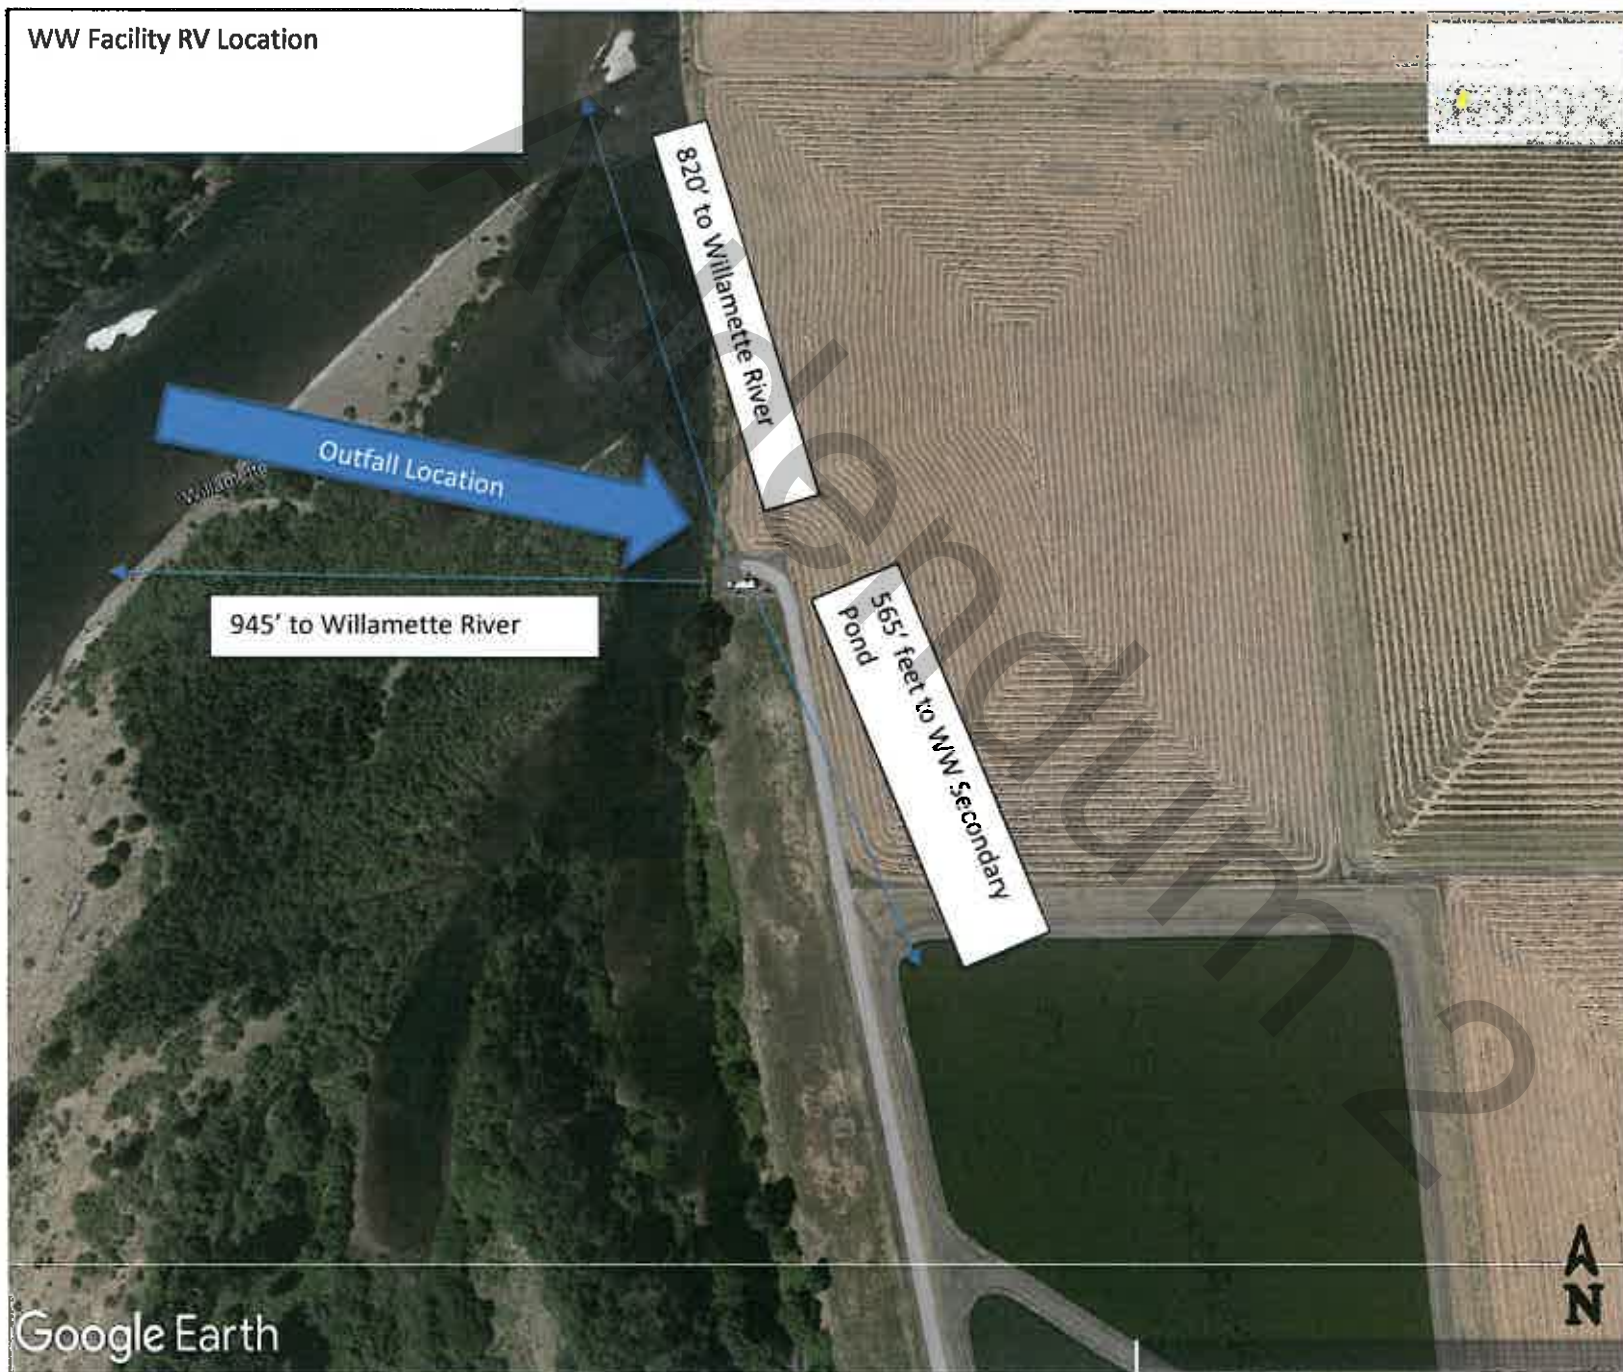 WW Facility RV Location
820' to Willamette River
Outfall Location
Willamette
945' to Willamette River
565' feet to WW Secondary
Pond
Addendum 2
Google Earth
A
N